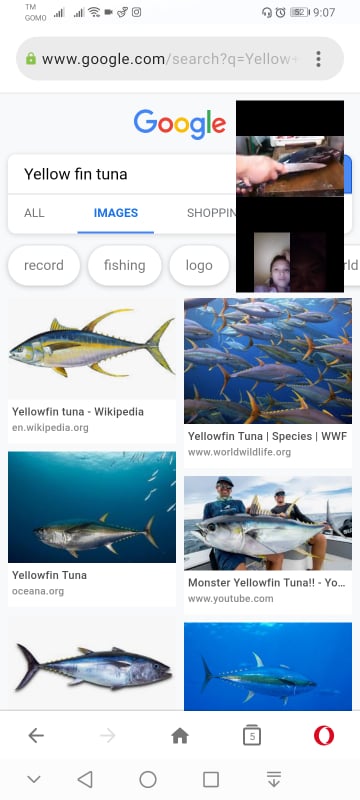 TM
GOMO
52
9:07
www.google.com/search?q=Yellow+
Google
Yellow fin tuna
ALL
IMAGES
SHOPPIN
record
fishing
logo
rld
Yellowfin tuna - Wikipedia
en.wikipedia.org
Yellowfin Tuna | Species | WWF
www.worldwildlife.org
Yellowfin Tuna
oceana.org
Monster Yellowfin Tuna!! - Yo...
www.youtube.com
5